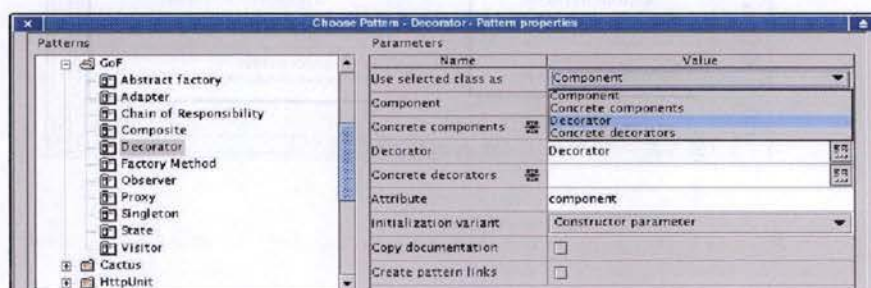 Choose Pattern - Decorator - Pattern properties
Patterns
GoF
Abstract factory
Adapter
Chain of Responsibility
Composite
Decorator
Factory Method
Observer
Proxy
Singleton
State
Visitor
Cactus
HttpUnit
Parameters
Name Value
Use selected class as Component
Component
Component
Concrete components
Decorator
Concrete decorators
Concrete components
Decorator Decorator
Concrete decorators
Attribute component
Initialization variant Constructor parameter
Copy documentation
Create pattern links